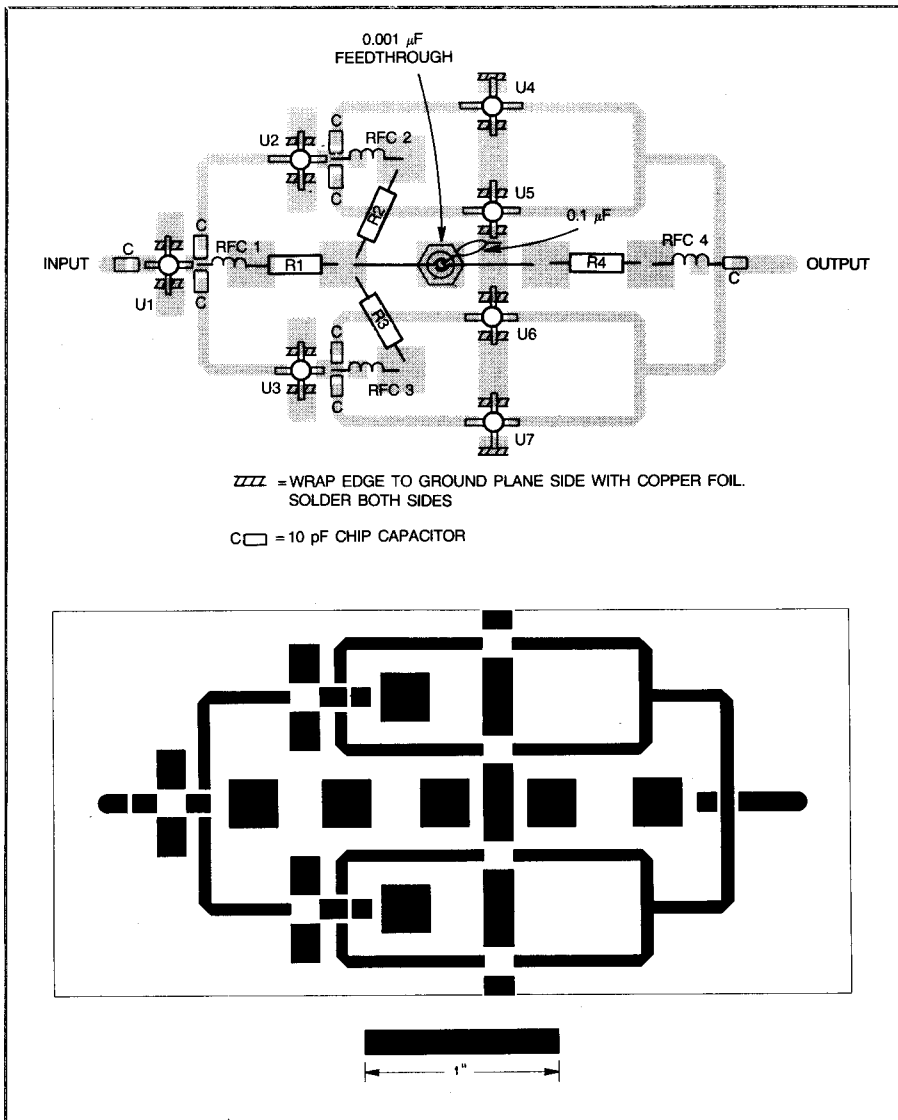 0.001 µF
FEEDTHROUGH
U4
C
U2
RFC 2
C
U5
R2
0.1 µF
C
C
RFC 1
RFC 4
INPUT
R1
R4
OUTPUT
C
U1
C
R3
U6
C
U3
RFC 3
C
U7
= WRAP EDGE TO GROUND PLANE SIDE WITH COPPER FOIL.
SOLDER BOTH SIDES
C = 10 pF CHIP CAPACITOR
1"